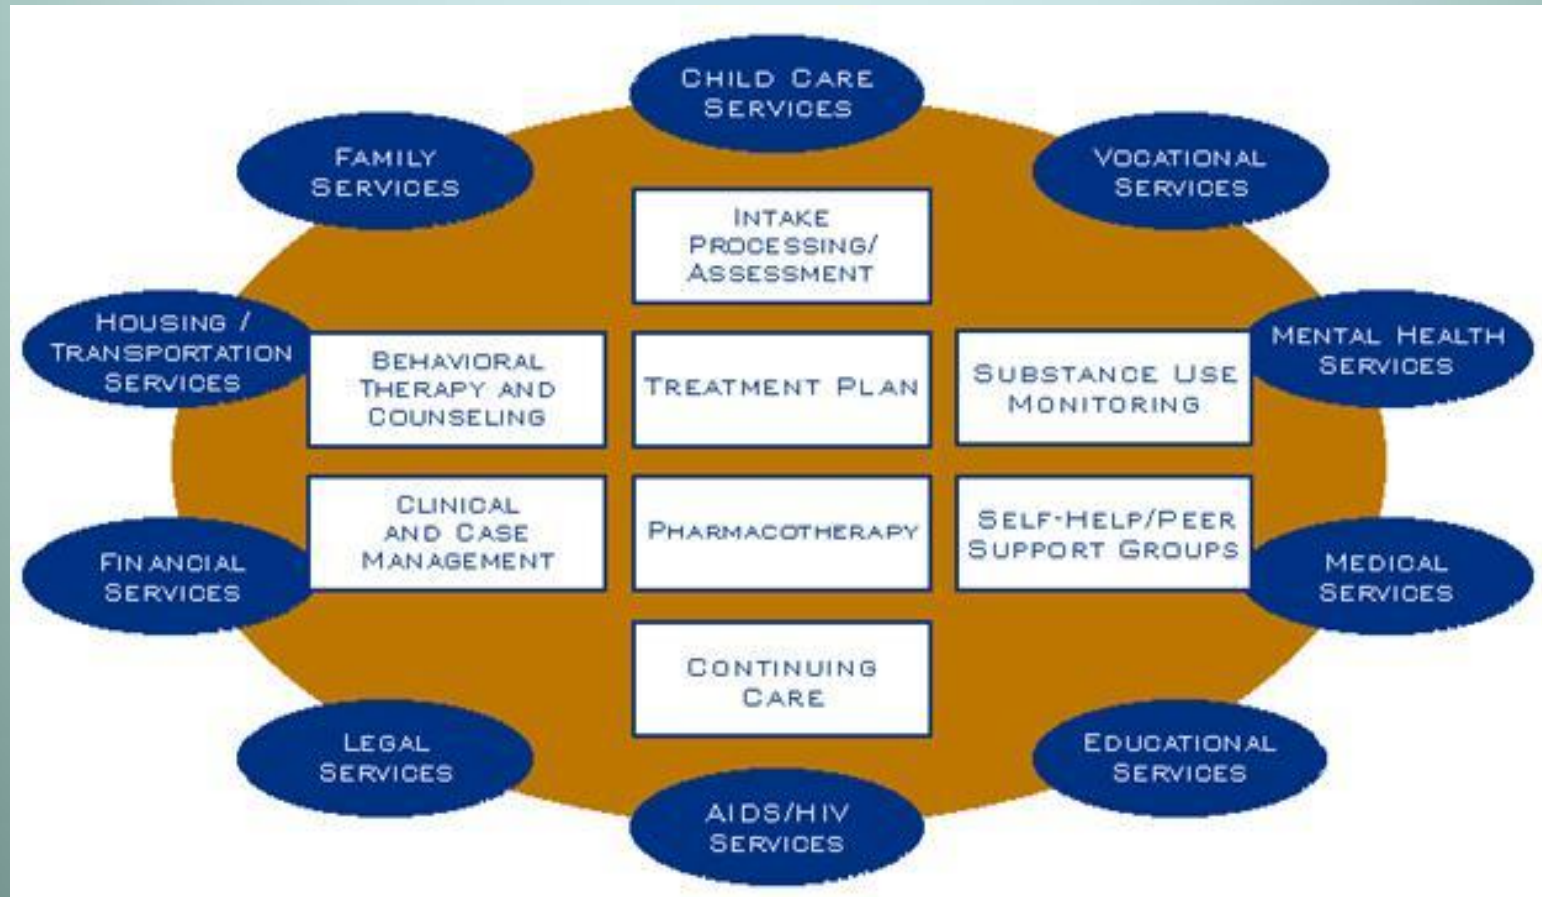 CHILD CARE
SERVICES
FAMILY
SERVICES
VOCATIONAL
SERVICES
INTAKE
PROCESSING/
ASSESSMENT
HOUSING /
TRANSPORTATION
SERVICES
BEHAVIORAL
THERAPY AND
COUNSELING
TREATMENT PLAN
SUBSTANCE USE
MONITORING
MENTAL HEALTH
SERVICES
FINANCIAL
SERVICES
CLINICAL
AND CASE
MANAGEMENT
PHARMACOTHERAPY
SELF-HELP/PEER
SUPPORT GROUPS
MEDICAL
SERVICES
CONTINUING
CARE
LEGAL
SERVICES
AIDS/HIV
SERVICES
EDUCATIONAL
SERVICES